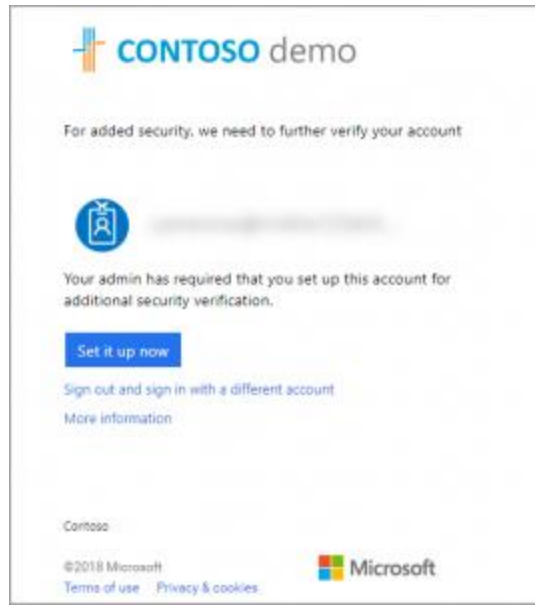 CONTOSO demo
For added security, we need to further verify your account
Your admin has required that you set up this account for
additional security verification.
Set it up now
Sign out and sign in with a different account
More information
Contoso
©2018 Microsoft
Microsoft
Terms of use Privacy & cookies